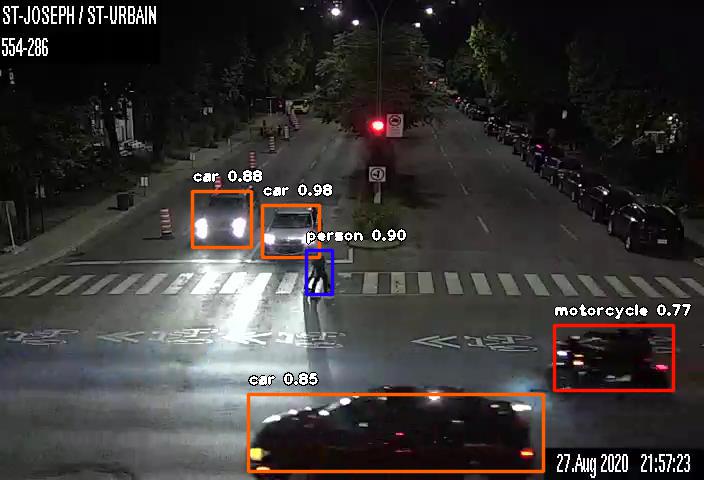 ST-JOSEPH / ST-URBAIN
554-286
car 0.88
car 0.98
person 0.90
motorcycle 0.77
car 0.85
27.Aug 2020 21:57:23